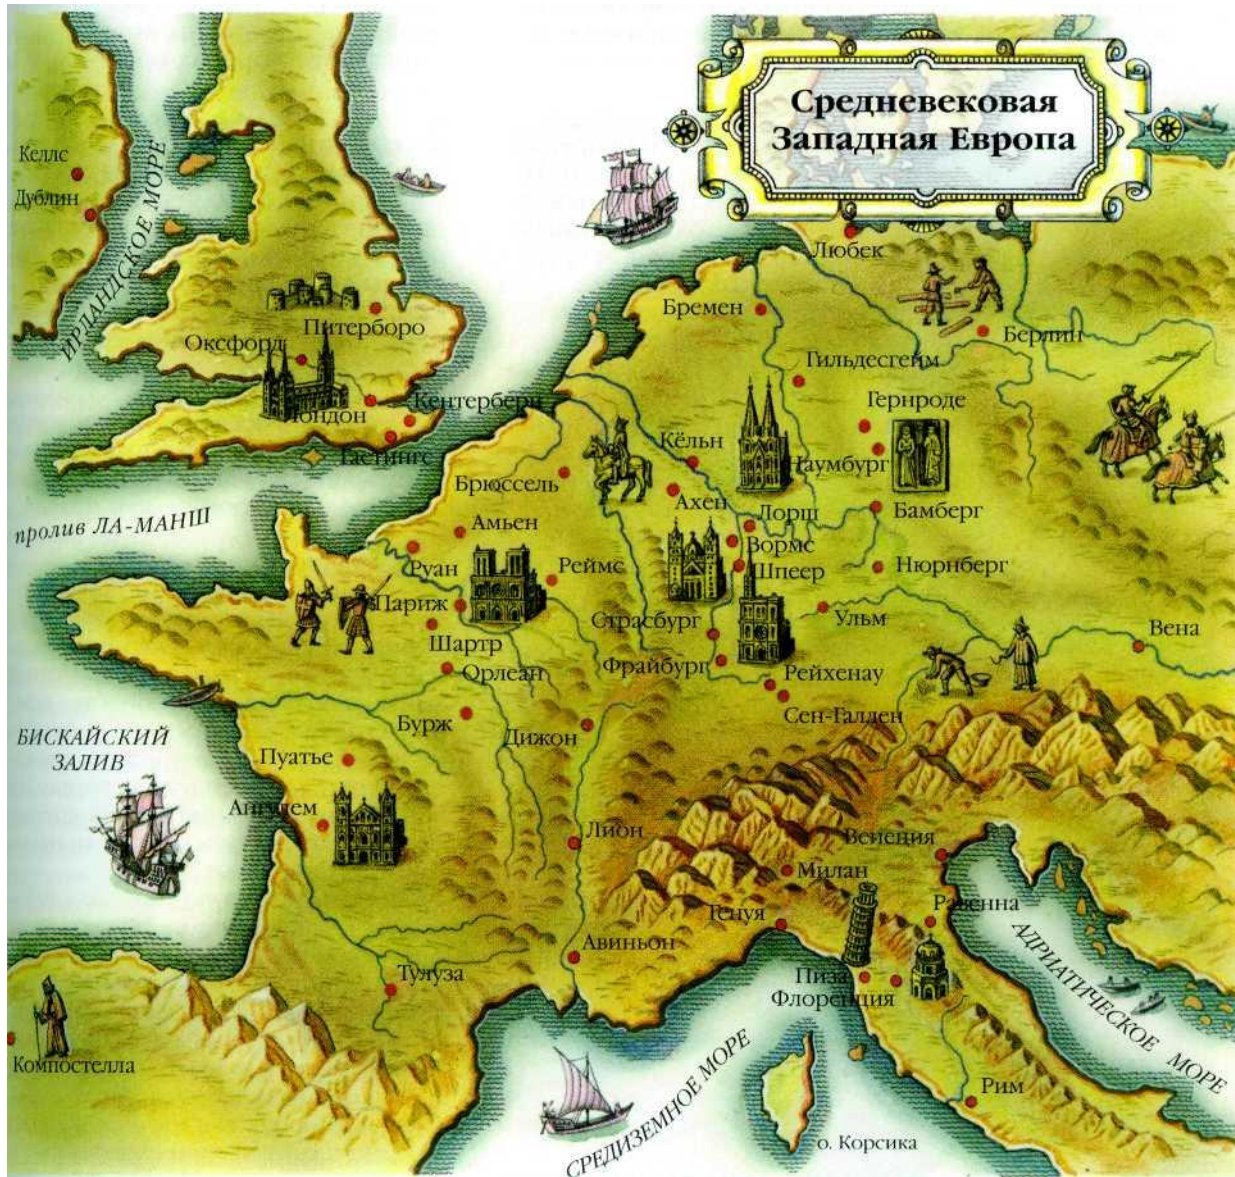 Средневековая
Западная Европа
Келлс
Дублин
ИРЛАНДСКОЕ МОРЕ
Любек
Бремен
Питерборо
Оксфорд
Берлин
Гильдесгейм
Лондон
Кентербери
Гернроде
Гастингс
Кёльн
Наумбург
Брюссель
Ахен
Лорш
Бамберг
пролив ЛА-МАНШ
Амьен
Вормс
Руан
Реймс
Шпеер
Нюрнберг
Париж
Страсбург
Ульм
Шартр
Вена
Орлеан
Фрайбург
Рейхенау
Сен-Галлен
Бурж
Дижон
БИСКАЙСКИЙ
ЗАЛИВ
Пуатье
Ангулем
Лион
Венеция
Милан
Генуя
Равенна
АДРИАТИЧЕСКОЕ МОРЕ
Авиньон
Тулуза
Пиза
Флоренция
Компостелла
СРЕДИЗЕМНОЕ МОРЕ
Рим
о. Корсика